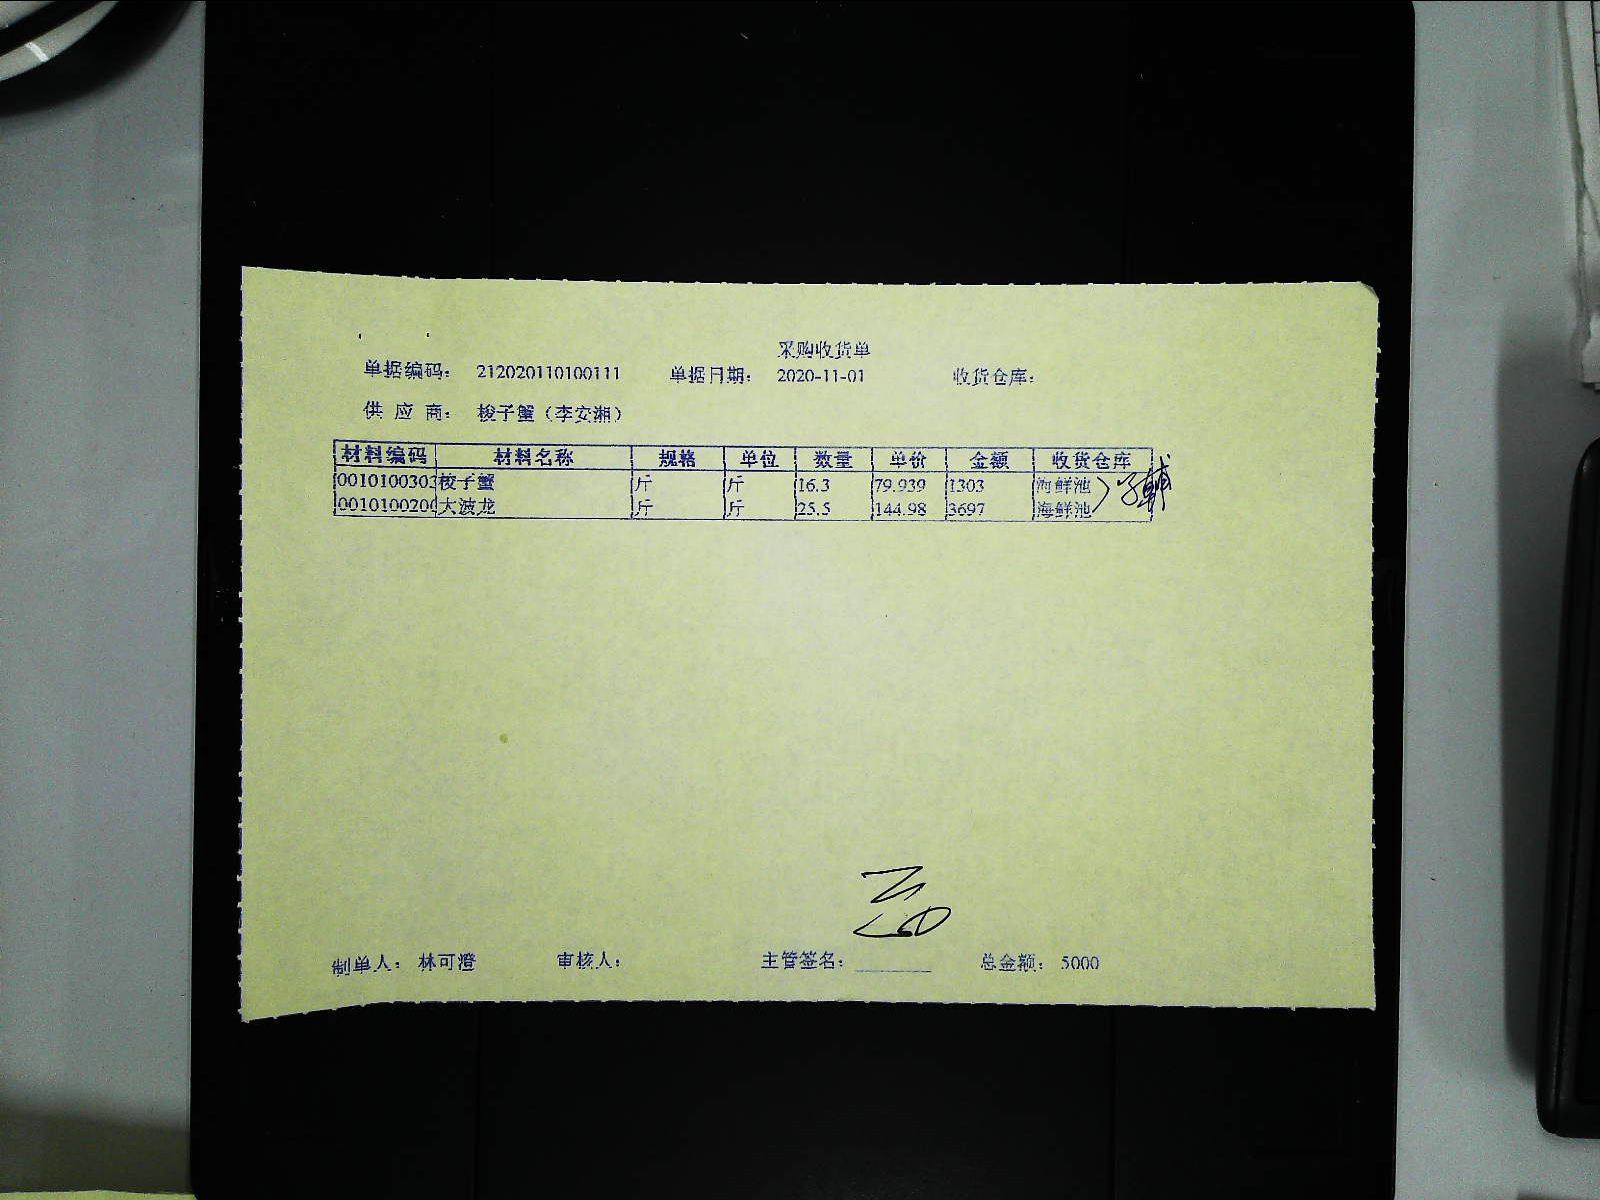 采购收货单
单据编码： 212020110100111 单据日期： 2020-11-01 收货仓库：
供 应 商： 梭子蟹（李安湘）
材料编码 材料名称 规格 单位 数量 单价 金额 收货仓库
0010100303 梭子蟹 斤 斤 16.3 79.939 1303 海鲜池
0010100200 大波龙 斤 斤 25.5 144.98 3697 海鲜池
制单人： 林可澄 审核人： 主管签名： 总金额： 5000